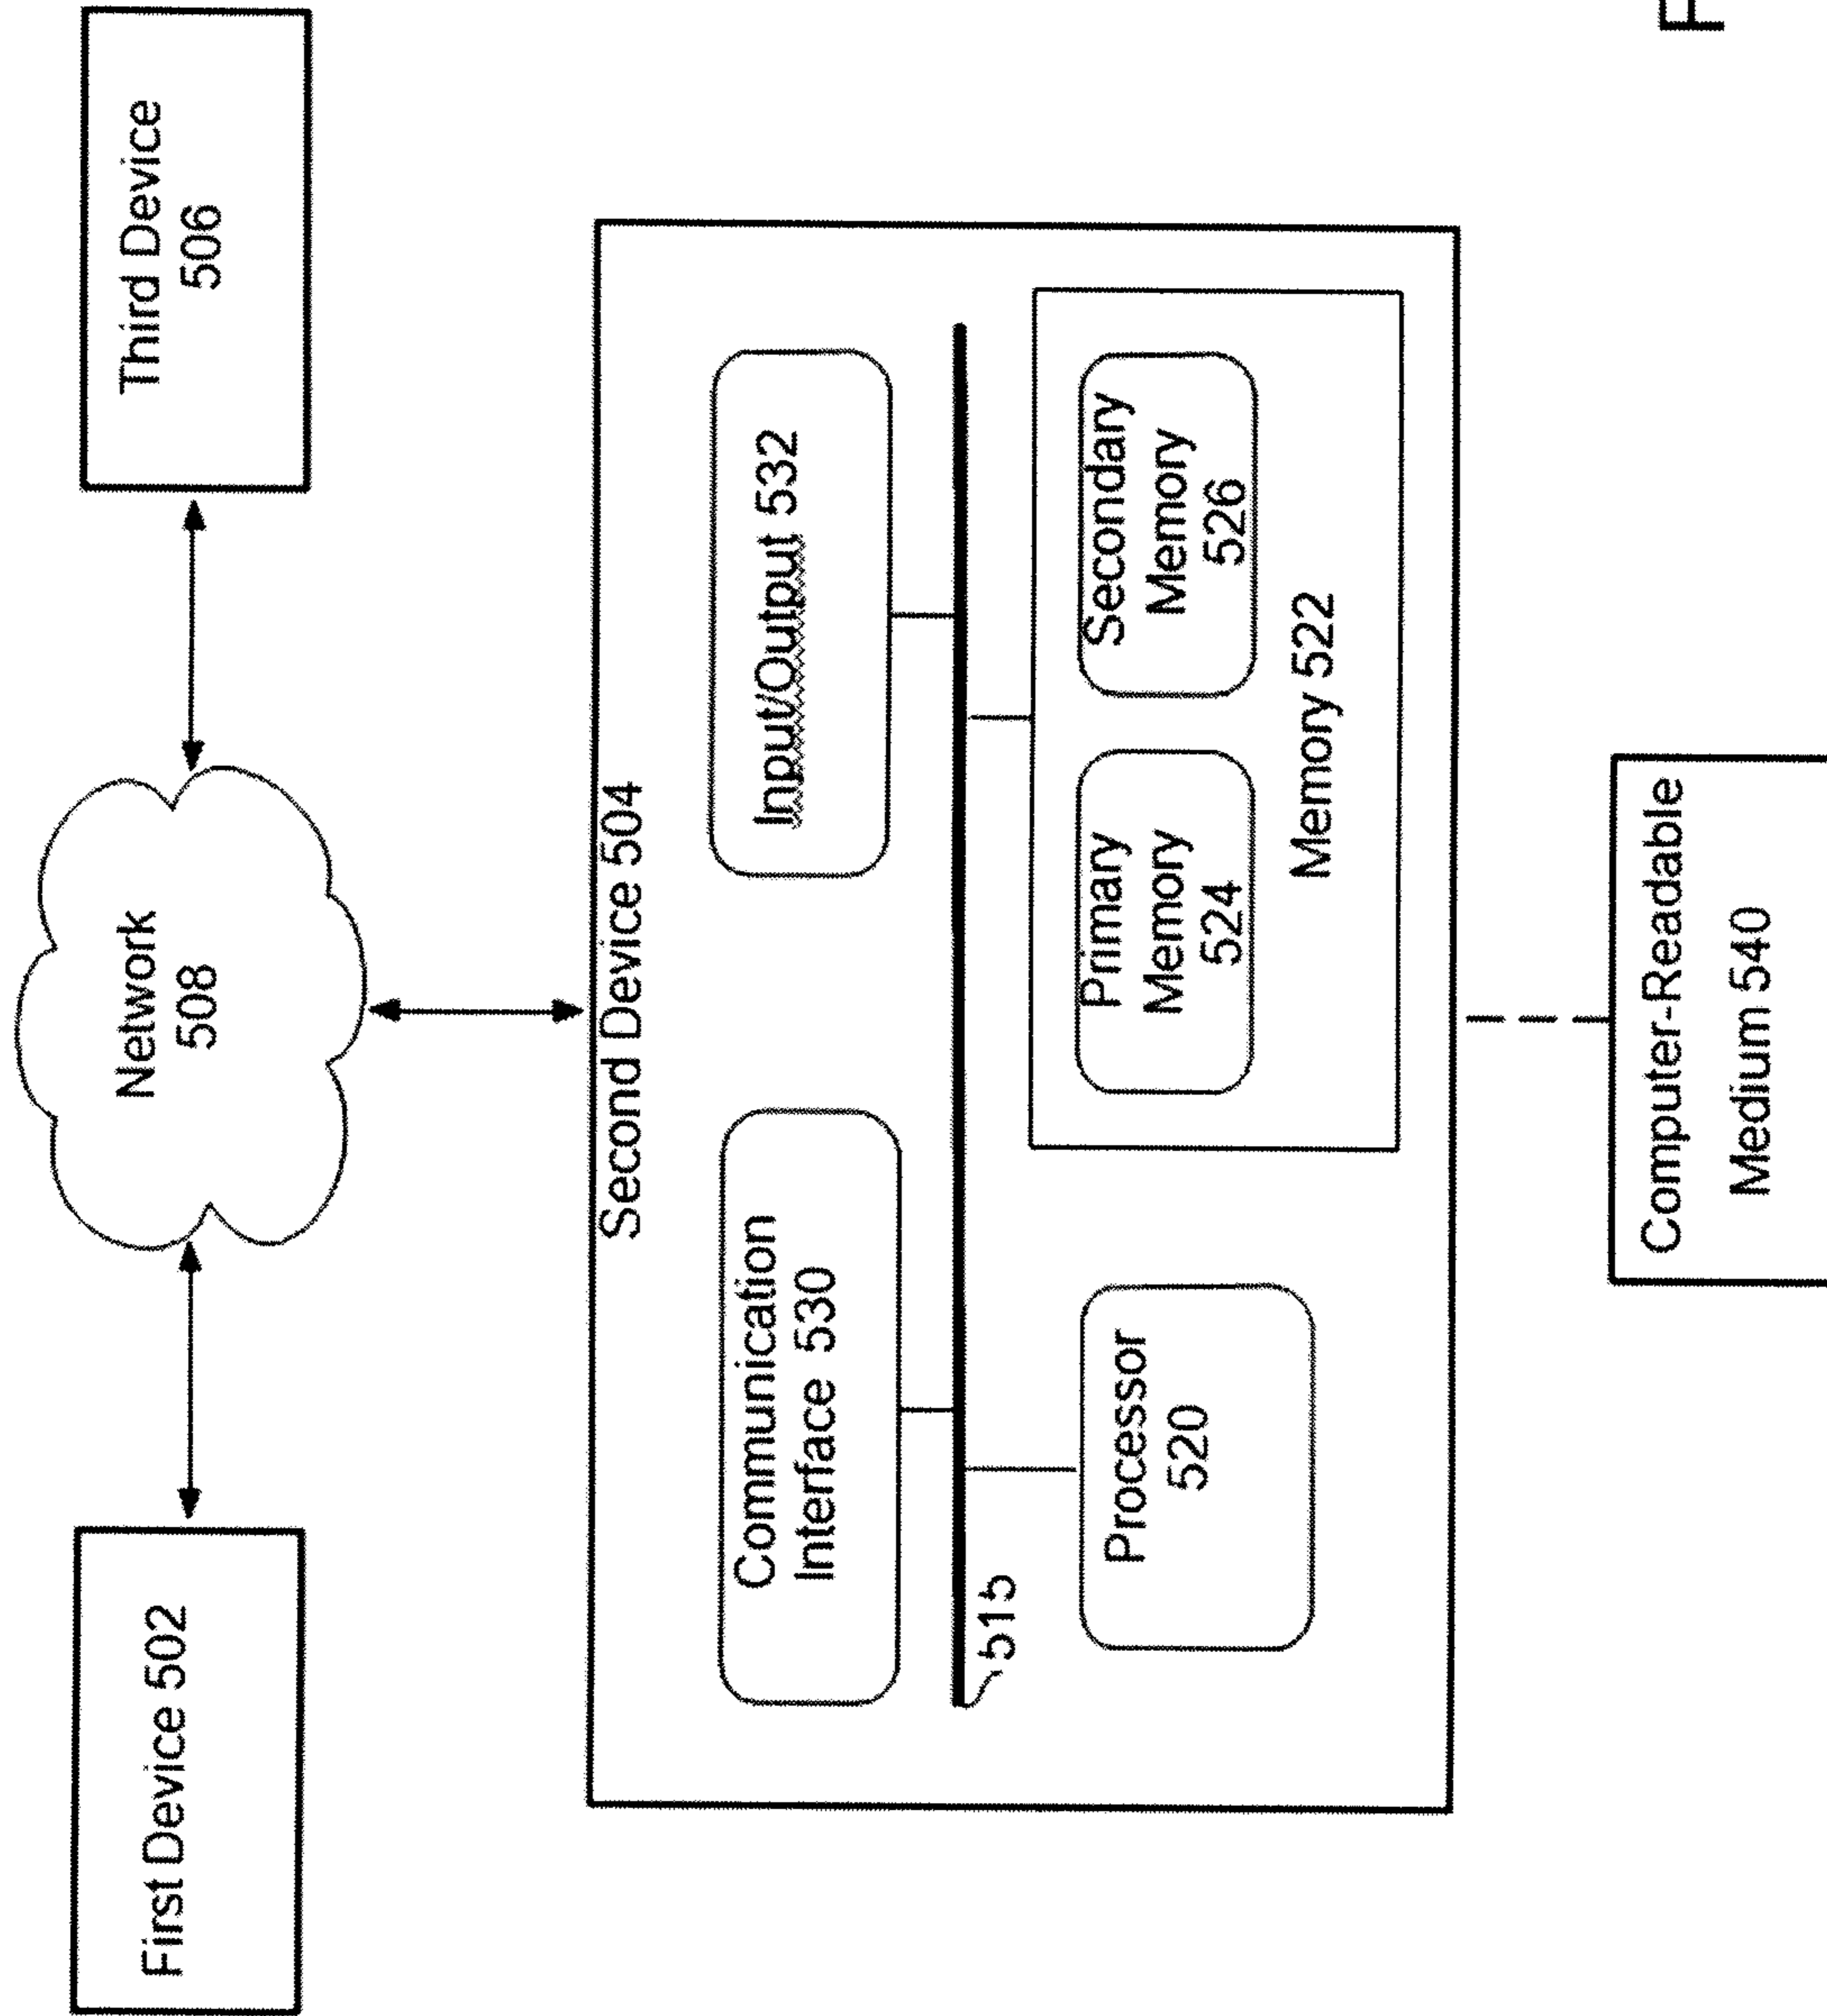 First Device 502
Network
508
Third Device
506
Second Device 504
Communication
Interface 530
Input/Output 532
515
Processor
520
Primary
Memory
524
Secondary
Memory
526
Memory 522
Computer-Readable
Medium 540
F